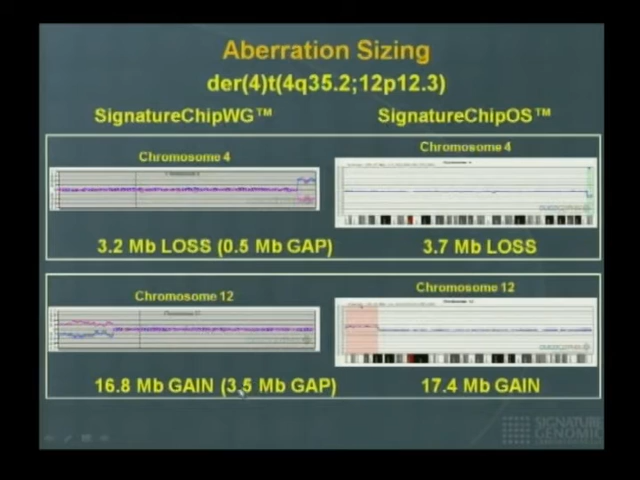 Aberration Sizing
der(4)t(4q35.2;12p12.3)
SignatureChipWG™
SignatureChipOS™
Chromosome 4
Chromosome 4
3.2 Mb LOSS (0.5 Mb GAP)
3.7 Mb LOSS
Chromosome 12
Chromosome 12
16.8 Mb GAIN (3.5 Mb GAP)
17.4 Mb GAIN
SIGNATURE
GENOMIC